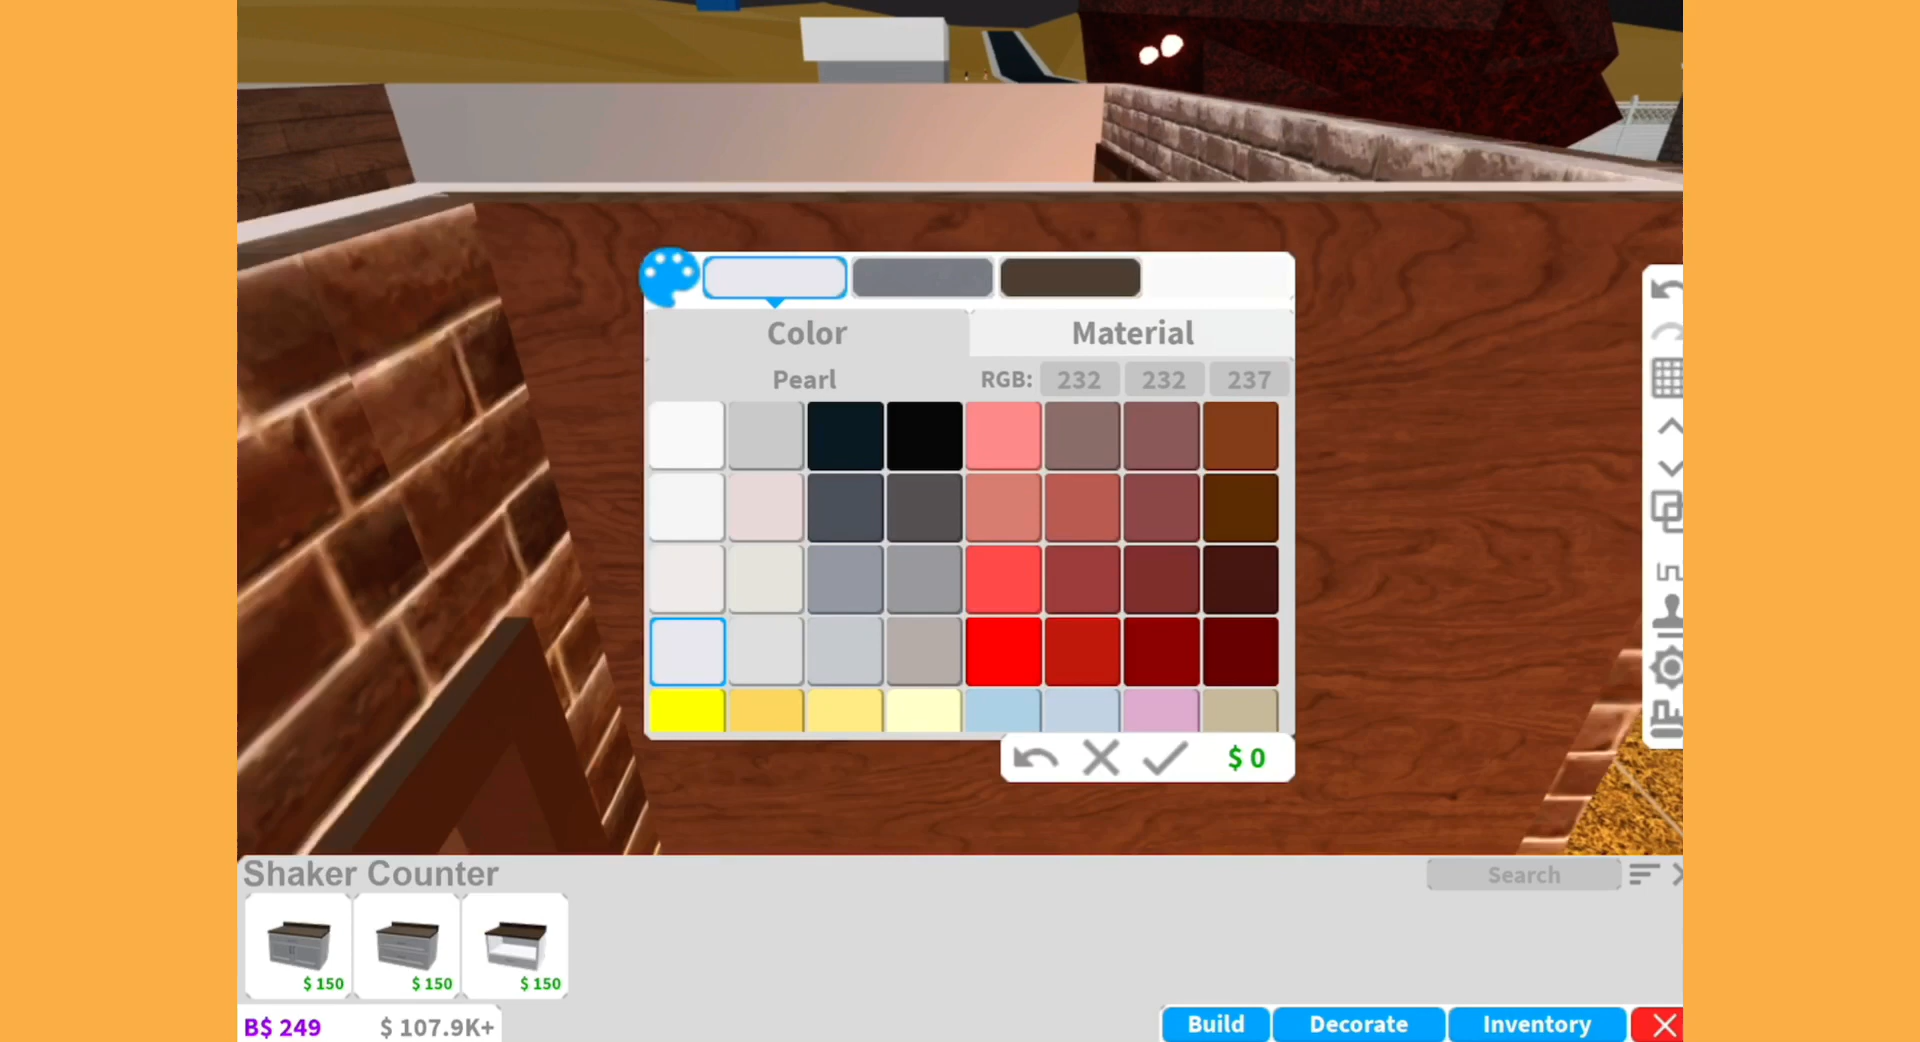 Color
Material
Pearl
RGB: 232 232 237
$ 0
Shaker Counter
Search
$ 150
$ 150
$ 150
B$ 249
$ 107.9K+
Build
Decorate
Inventory